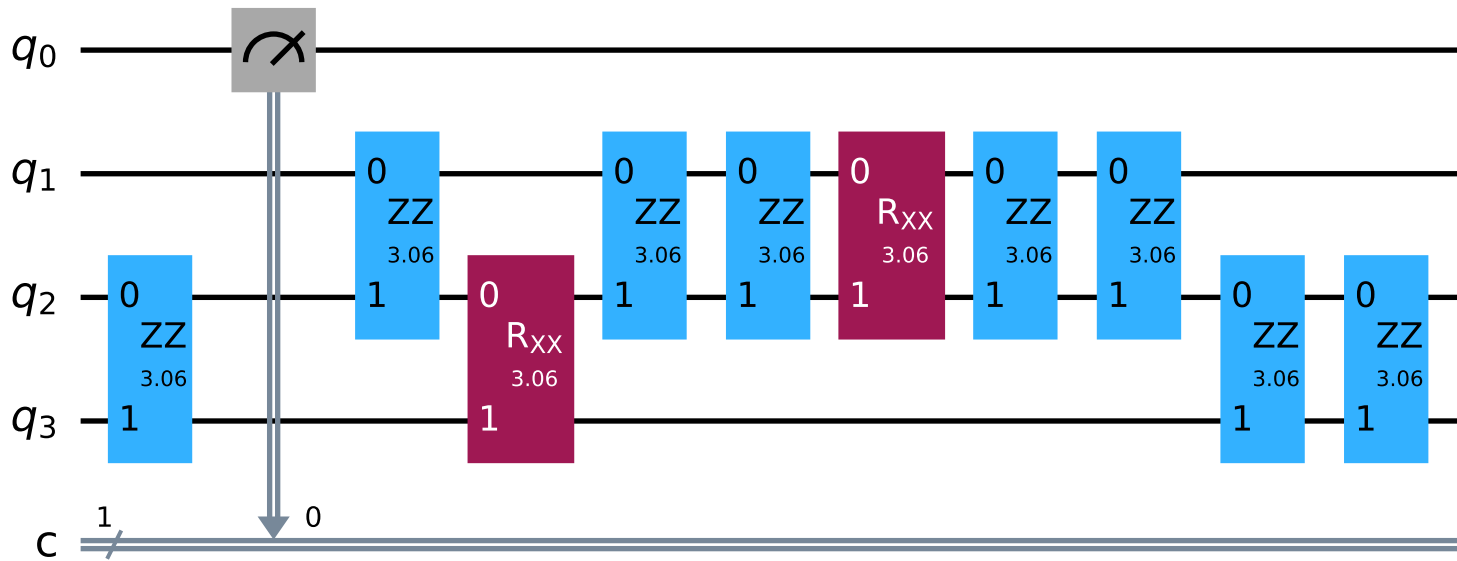 q0
0 0 0 0 0
q1
ZZ ZZ ZZ RXX ZZ ZZ
3.06 3.06 3.06 3.06 3.06 3.06
q2 0 1 0 1 1 1 1 1 0 0
ZZ RXX ZZ ZZ
3.06 3.06 3.06 3.06
q3 1 1 1 1
1 0
c